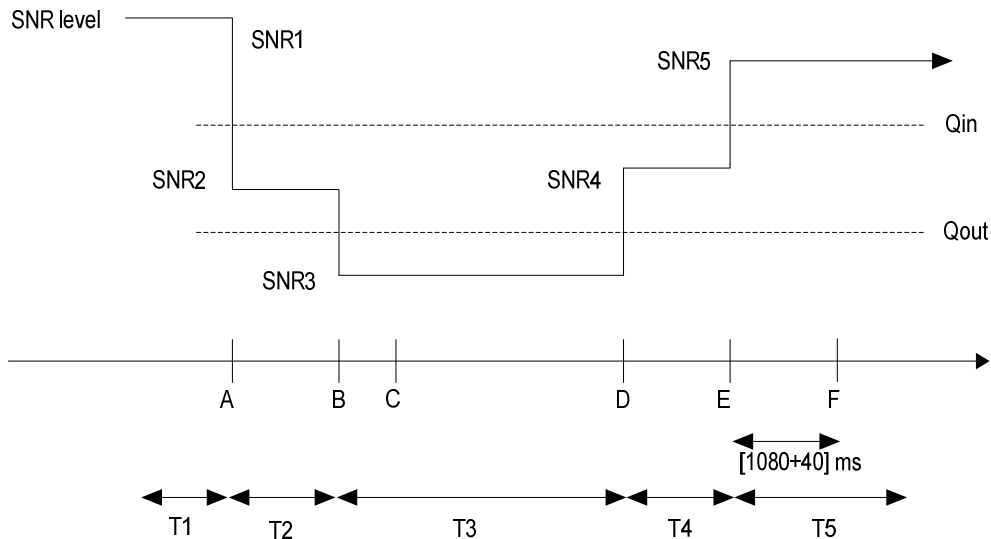 SNR level
SNR1
SNR5
Qin
SNR2
SNR4
Qout
SNR3
A B C D E F
[1080+40] ms
T1 T2 T3 T4 T5